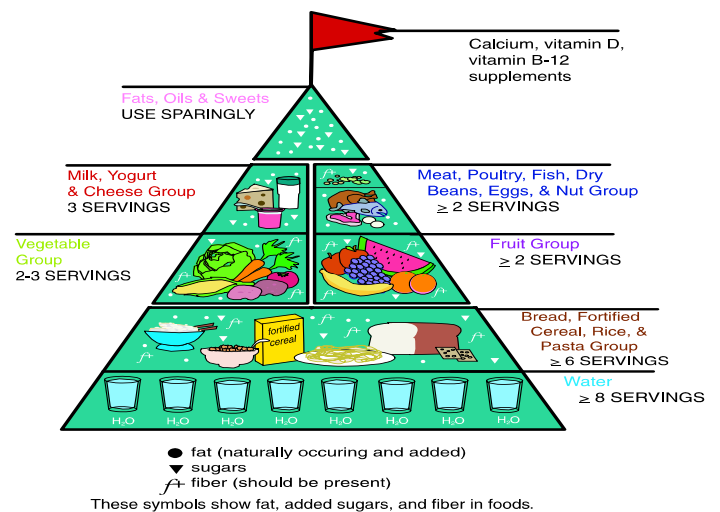 Calcium, vitamin D,
vitamin B-12
supplements
Fats, Oils & Sweets
USE SPARINGLY
Milk, Yogurt
& Cheese Group
3 SERVINGS
Meat, Poultry, Fish, Dry
Beans, Eggs, & Nut Group
≥ 2 SERVINGS
Vegetable
Group
2-3 SERVINGS
Fruit Group
≥ 2 SERVINGS
fortified
cereal
Bread, Fortified
Cereal, Rice, &
Pasta Group
≥ 6 SERVINGS
Water
≥ 8 SERVINGS
H₂O H₂O H₂O H₂O H₂O H₂O H₂O H₂O
● fat (naturally occuring and added)
▼ sugars
f+ fiber (should be present)
These symbols show fat, added sugars, and fiber in foods.